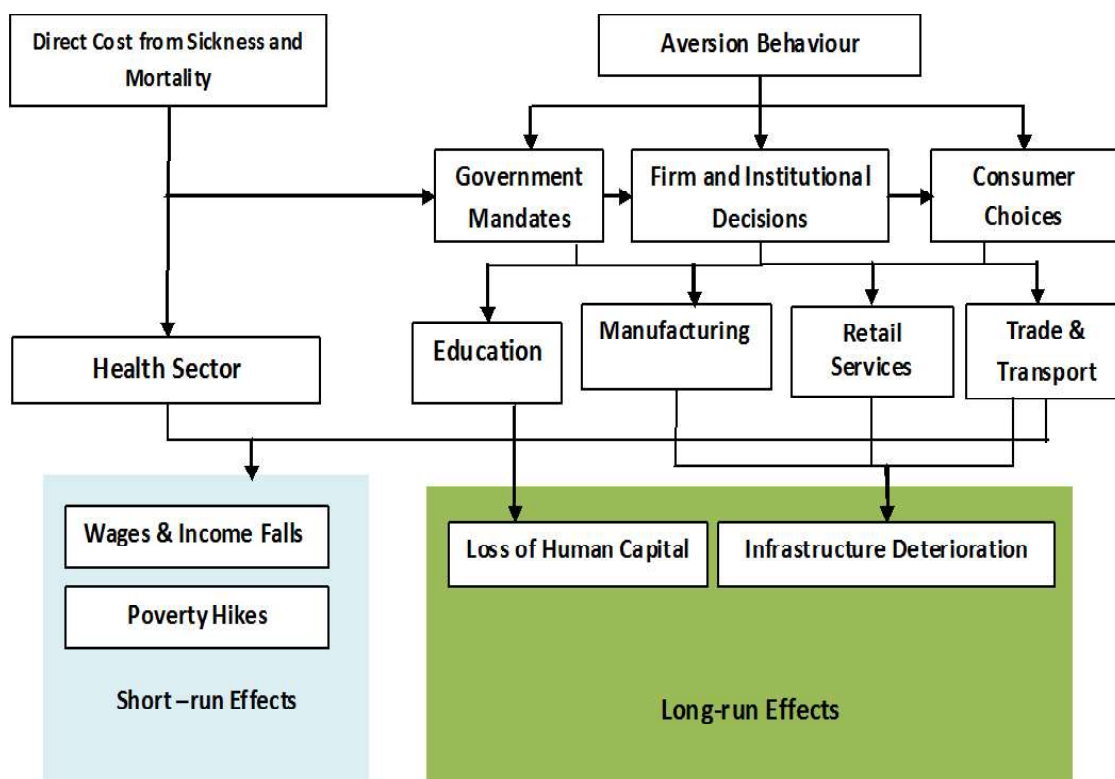 Direct Cost from Sickness and
Mortality
Aversion Behaviour
Government
Mandates
Firm and Institutional
Decisions
Consumer
Choices
Health Sector
Education
Manufacturing
Retail
Services
Trade &
Transport
Wages & Income Falls
Poverty Hikes
Short –run Effects
Loss of Human Capital
Infrastructure Deterioration
Long-run Effects